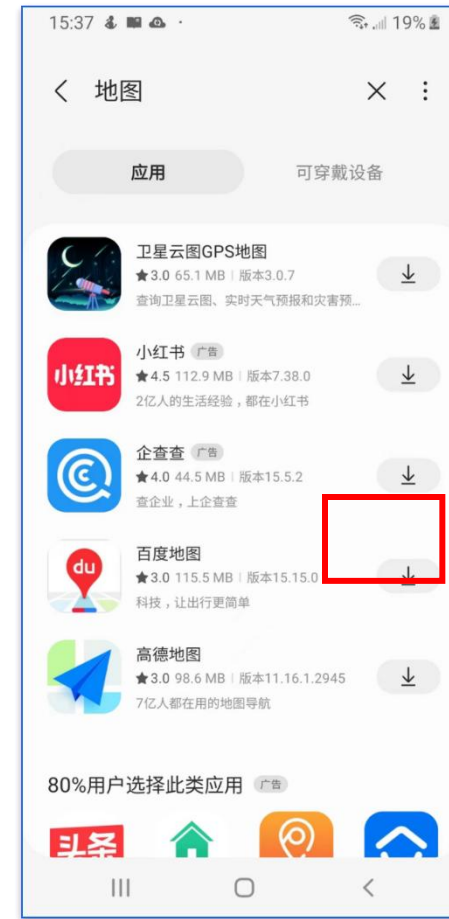 15:37 19%
地图
应用 可穿戴设备
卫星云图GPS地图
★3.0 65.1 MB | 版本3.0.7
查询卫星云图、实时天气预报和灾害预...
小红书
小红书 广告
★4.5 112.9 MB | 版本7.38.0
2亿人的生活经验，都在小红书
企查查 广告
★4.0 44.5 MB | 版本15.5.2
查企业，上企查查
du
百度地图
★3.0 115.5 MB | 版本15.15.0
科技，让出行更简单
高德地图
★3.0 98.6 MB | 版本11.16.1.2945
7亿人都在用的地图导航
80%用户选择此类应用 广告
头条